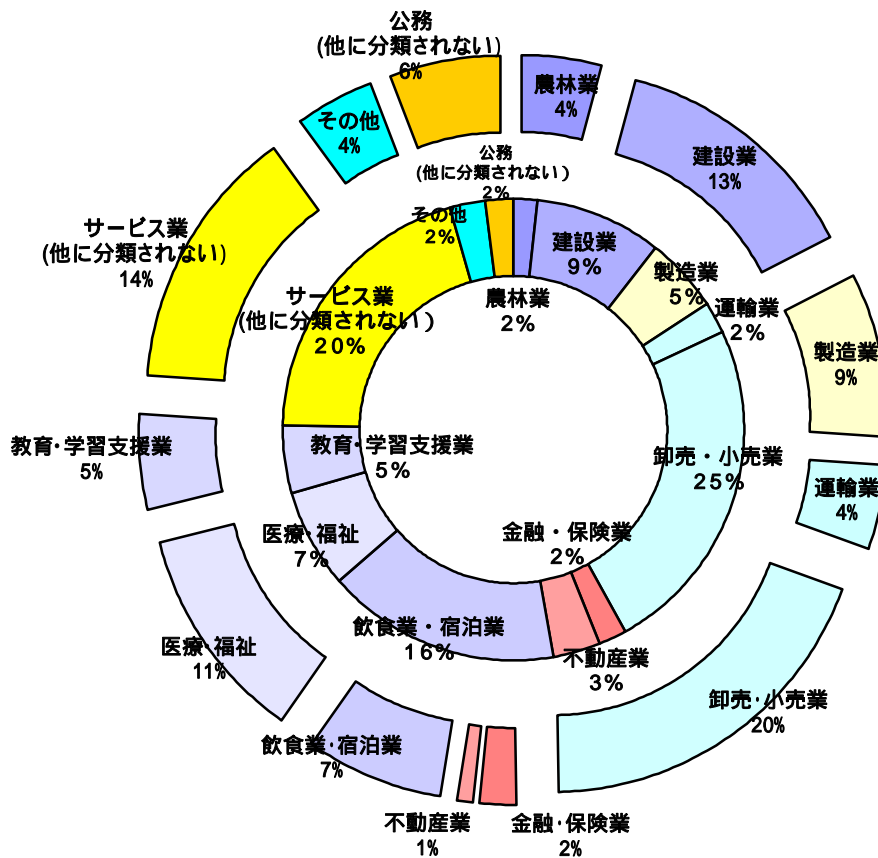 公務
(他に分類されない)
6%
農林業
4%
建設業
13%
製造業
9%
運輸業
4%
卸売・小売業
20%
金融・保険業
2%
不動産業
1%
飲食業・宿泊業
7%
医療・福祉
11%
教育・学習支援業
5%
サービス業
(他に分類されない)
14%
その他
4%
公務
(他に分類されない)
2%
農林業
2%
建設業
9%
製造業
5%
運輸業
2%
卸売・小売業
25%
金融・保険業
2%
不動産業
3%
飲食業・宿泊業
16%
医療・福祉
7%
教育・学習支援業
5%
サービス業
(他に分類されない)
20%
その他
2%